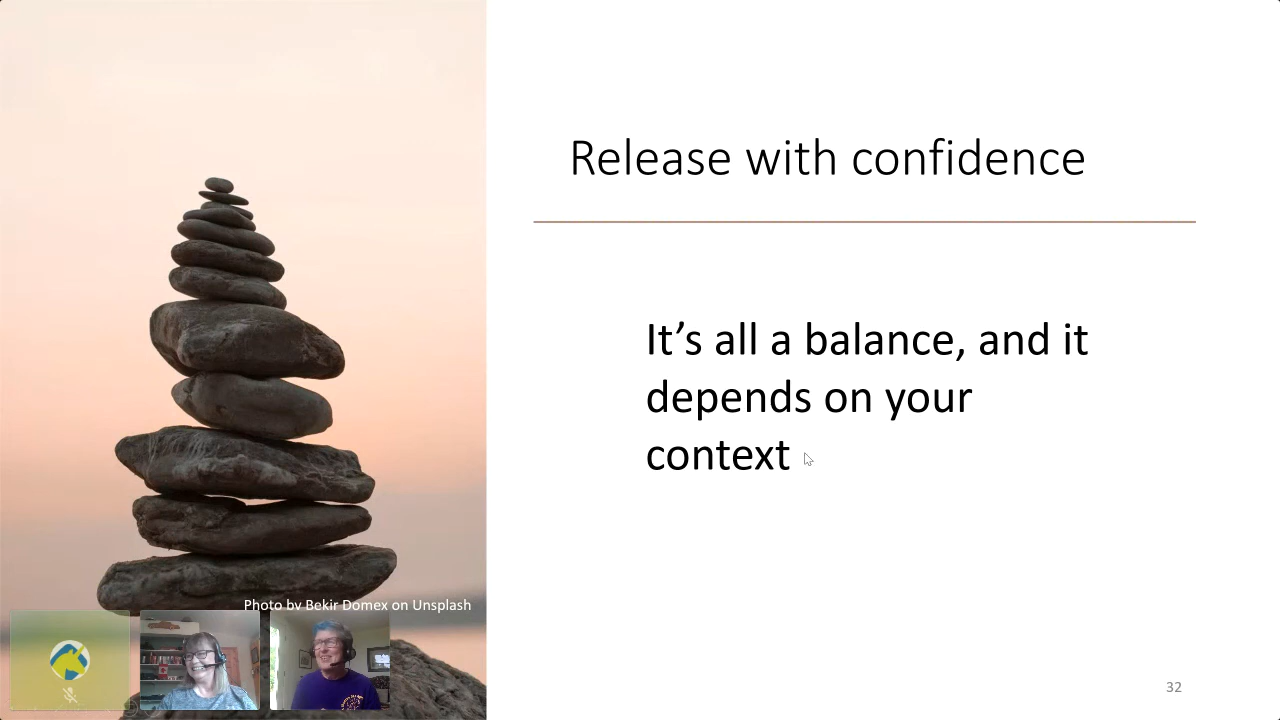 Release with confidence
It’s all a balance, and it
depends on your
context
Photo by Bekir Domex on Unsplash
32